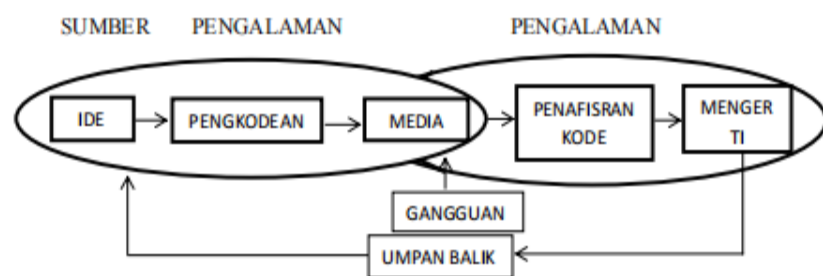 SUMBER PENGALAMAN PENGALAMAN
IDE
PENGKODEAN
MEDIA
PENAFISRAN
KODE
MENGER
TI
GANGGUAN
UMPAN BALIK